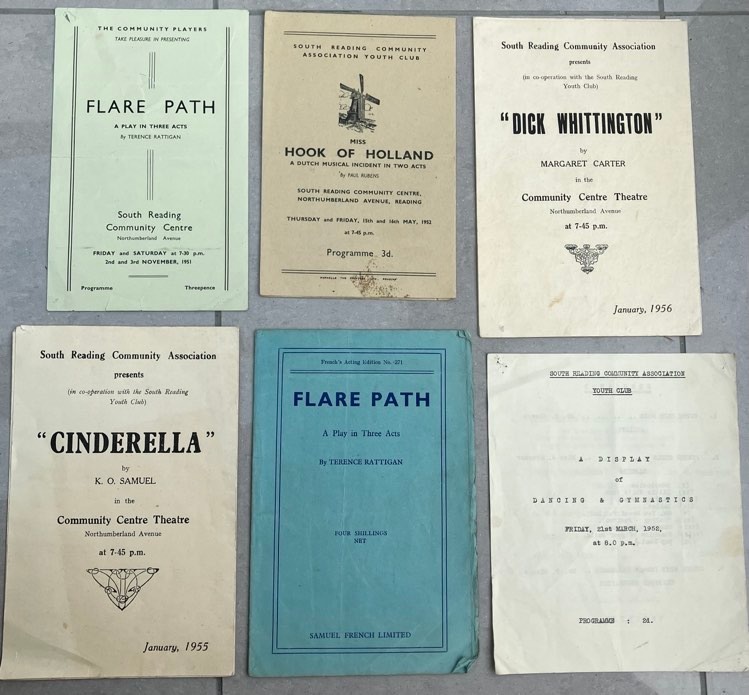 THE COMMUNITY PLAYERS
TAKE PLEASURE IN PRESENTING
FLARE PATH
A PLAY IN THREE ACTS
By TERENCE RATTIGAN
South Reading
Community Centre
Northumberland Avenue
FRIDAY and SATURDAY at 7-30 p.m.
2nd and 3rd NOVEMBER, 1951
Programme Threepence
SOUTH READING COMMUNITY
ASSOCIATION YOUTH CLUB
MISS
HOOK OF HOLLAND
A DUTCH MUSICAL INCIDENT IN TWO ACTS
By PAUL RUBENS
SOUTH READING COMMUNITY CENTRE,
NORTHUMBERLAND AVENUE, READING
THURSDAY and FRIDAY, 15th and 16th MAY, 1952
at 7-45 p.m.
Programme 3d.
South Reading Community Association
presents
(in co-operation with the South Reading
Youth Club)
"DICK WHITTINGTON"
by
MARGARET CARTER
in the
Community Centre Theatre
Northumberland Avenue
at 7-45 p.m.
January, 1956
South Reading Community Association
presents
(in co-operation with the South Reading
Youth Club)
"CINDERELLA"
by
K. O. SAMUEL
in the
Community Centre Theatre
Northumberland Avenue
at 7-45 p.m.
January, 1955
French's Acting Edition No. 571
FLARE PATH
A Play in Three Acts
By TERENCE RATTIGAN
FOUR SHILLINGS
NET
SAMUEL FRENCH LIMITED
SOUTH READING COMMUNITY ASSOCIATION
YOUTH CLUB
A DISPLAY
of
DANCING & GYMNASTICS
FRIDAY, 21st MARCH, 1952,
at 8.0 p.m.
PROGRAMME : 2d.